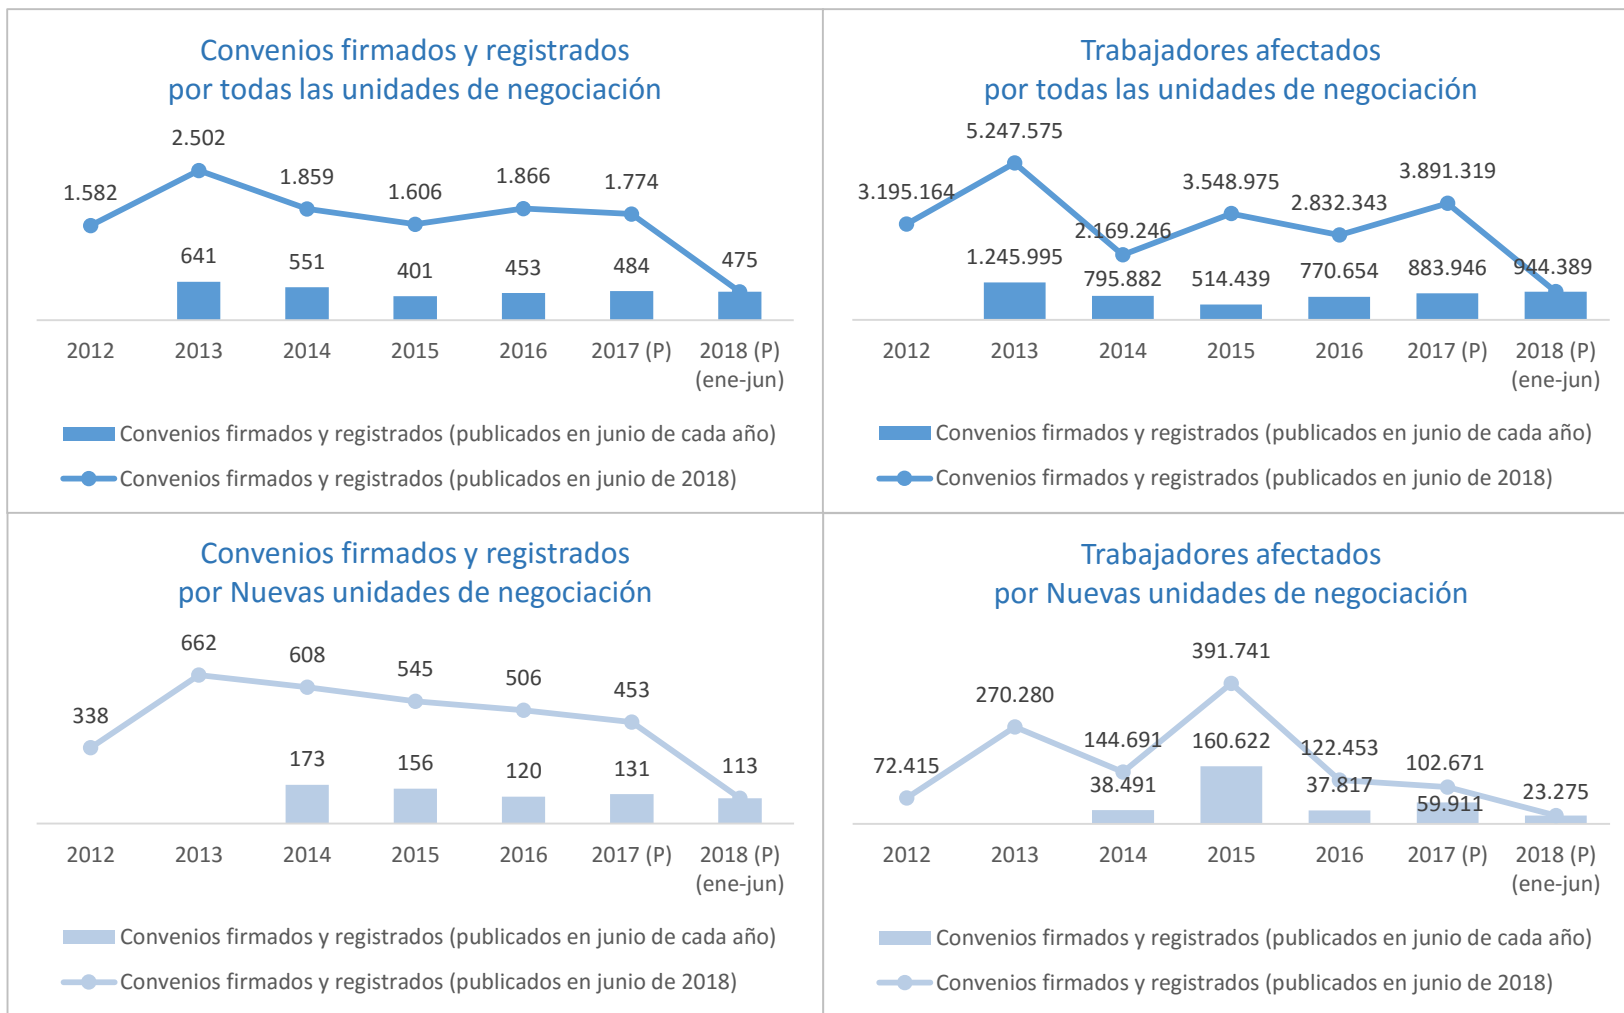 Convenios firmados y registrados
por todas las unidades de negociación
2.502
1.582
1.859
1.606
1.866
1.774
641
551
401
453
484
475
2012
2013
2014
2015
2016
2017 (P)
2018 (P)
(ene-jun)
Convenios firmados y registrados (publicados en junio de cada año)
Convenios firmados y registrados (publicados en junio de 2018)
Trabajadores afectados
por todas las unidades de negociación
5.247.575
3.195.164
2.169.246
3.548.975
2.832.343
3.891.319
1.245.995
795.882
514.439
770.654
883.946
944.389
2012
2013
2014
2015
2016
2017 (P)
2018 (P)
(ene-jun)
Convenios firmados y registrados (publicados en junio de cada año)
Convenios firmados y registrados (publicados en junio de 2018)
Convenios firmados y registrados
por Nuevas unidades de negociación
662
608
545
506
453
338
173
156
120
131
113
2012
2013
2014
2015
2016
2017 (P)
2018 (P)
(ene-jun)
Convenios firmados y registrados (publicados en junio de cada año)
Convenios firmados y registrados (publicados en junio de 2018)
Trabajadores afectados
por Nuevas unidades de negociación
391.741
270.280
72.415
144.691
160.622
122.453
102.671
38.491
37.817
59.911
23.275
2012
2013
2014
2015
2016
2017 (P)
2018 (P)
(ene-jun)
Convenios firmados y registrados (publicados en junio de cada año)
Convenios firmados y registrados (publicados en junio de 2018)